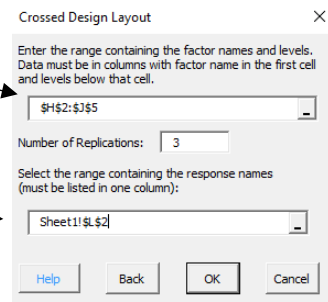 Crossed Design Layout
Enter the range containing the factor names and levels.
Data must be in columns with factor name in the first cell
and levels below that cell.
$H$2:$J$5
Number of Replications: 3
Select the range containing the response names
(must be listed in one column):
Sheet1!$L$2
Help Back OK Cancel